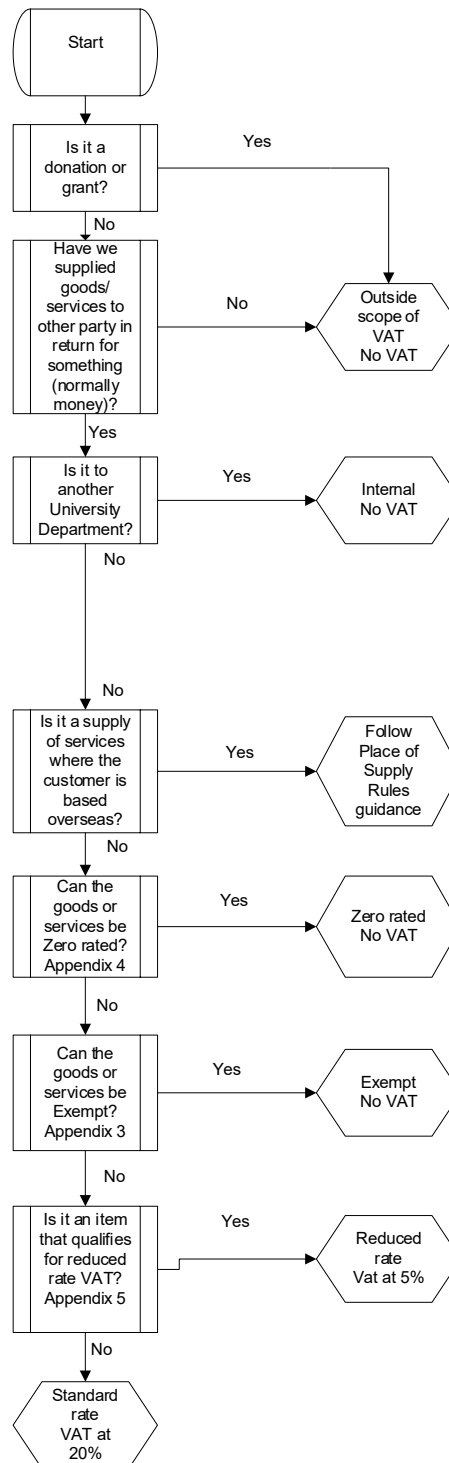 Start
Is it a
donation or
grant?
Yes
No
Have we
supplied
goods/
services to
other party in
return for
something
(normally
money)?
No
Outside
scope of
VAT
No VAT
Yes
Is it to
another
University
Department?
Yes
Internal
No VAT
No
No
Is it a supply
of services
where the
customer is
based
overseas?
Yes
Follow
Place of
Supply
Rules
guidance
No
Can the
goods or
services be
Zero rated?
Appendix 4
Yes
Zero rated
No VAT
No
Can the
goods or
services be
Exempt?
Appendix 3
Yes
Exempt
No VAT
No
Is it an item
that qualifies
for reduced
rate VAT?
Appendix 5
Yes
Reduced
rate
Vat at 5%
No
Standard
rate
VAT at
20%